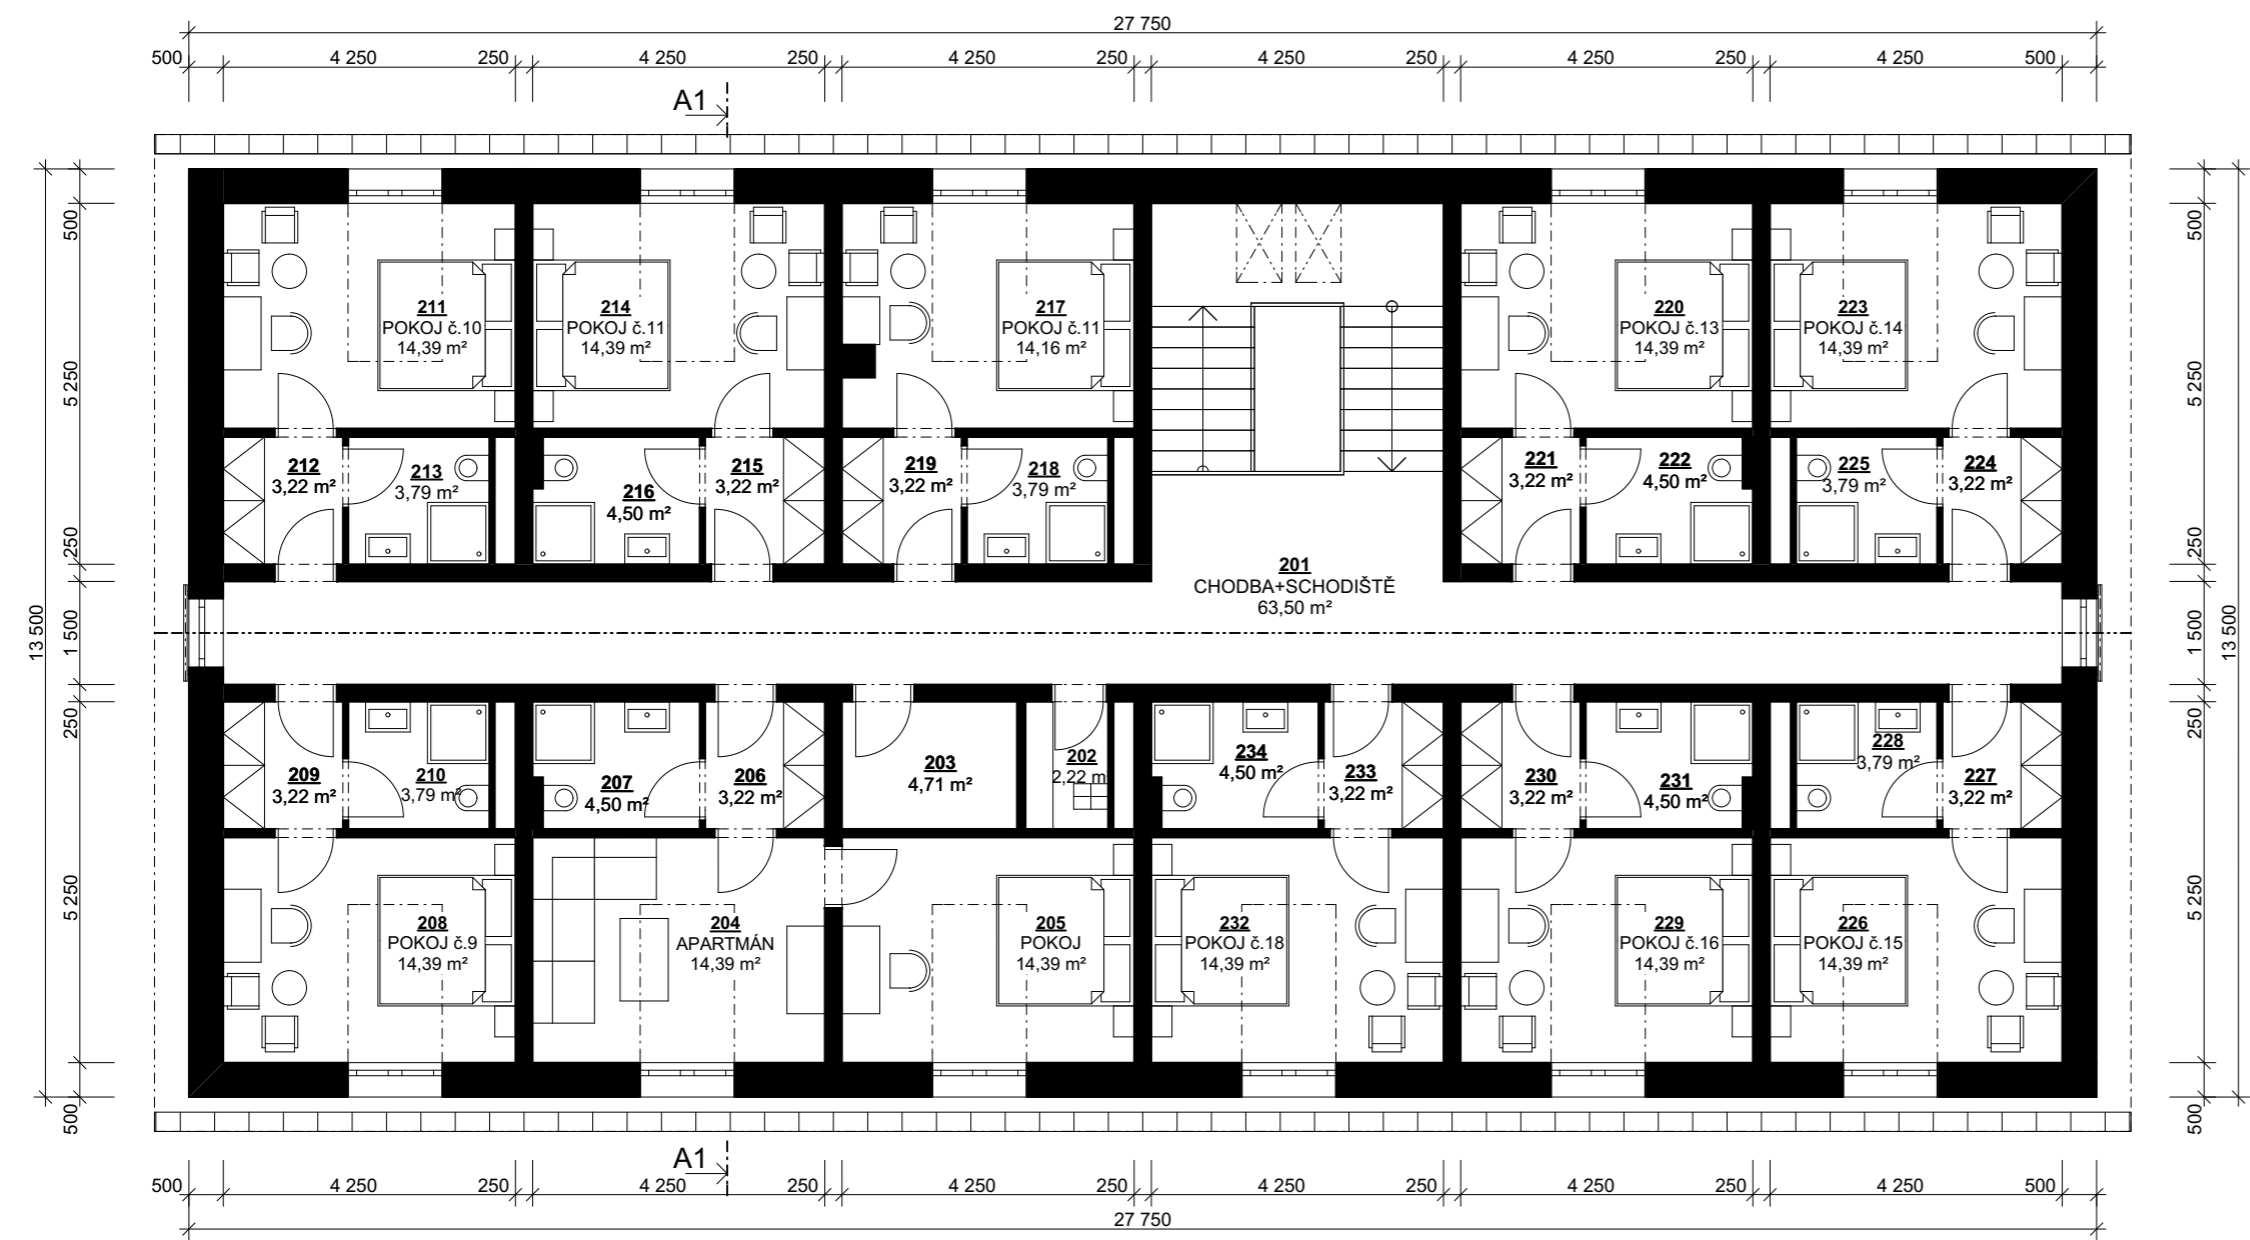 27 750
500 4 250 250 4 250 250 4 250 250 4 250 250 4 250 250 4 250 500
A1
500
5 250
250
1 500
13 500
250
5 250
500
211
POKOJ č.10
14,39 m²
214
POKOJ č.11
14,39 m²
217
POKOJ č.11
14,16 m²
220
POKOJ č.13
14,39 m²
223
POKOJ č.14
14,39 m²
212
3,22 m²
213
3,79 m²
216
4,50 m²
215
3,22 m²
219
3,22 m²
218
3,79 m²
221
3,22 m²
222
4,50 m²
225
3,79 m²
224
3,22 m²
201
CHODBA+SCHODIŠTĚ
63,50 m²
209
3,22 m²
210
3,79 m²
207
4,50 m²
206
3,22 m²
203
4,71 m²
202
2,22 m²
234
4,50 m²
233
3,22 m²
230
3,22 m²
231
4,50 m²
228
3,79 m²
227
3,22 m²
208
POKOJ č.9
14,39 m²
204
APARTMÁN
14,39 m²
205
POKOJ
14,39 m²
232
POKOJ č.18
14,39 m²
229
POKOJ č.16
14,39 m²
226
POKOJ č.15
14,39 m²
500
5 250
250
1 500
13 500
250
5 250
500
A1
500 4 250 250 4 250 250 4 250 250 4 250 250 4 250 250 4 250 500
27 750